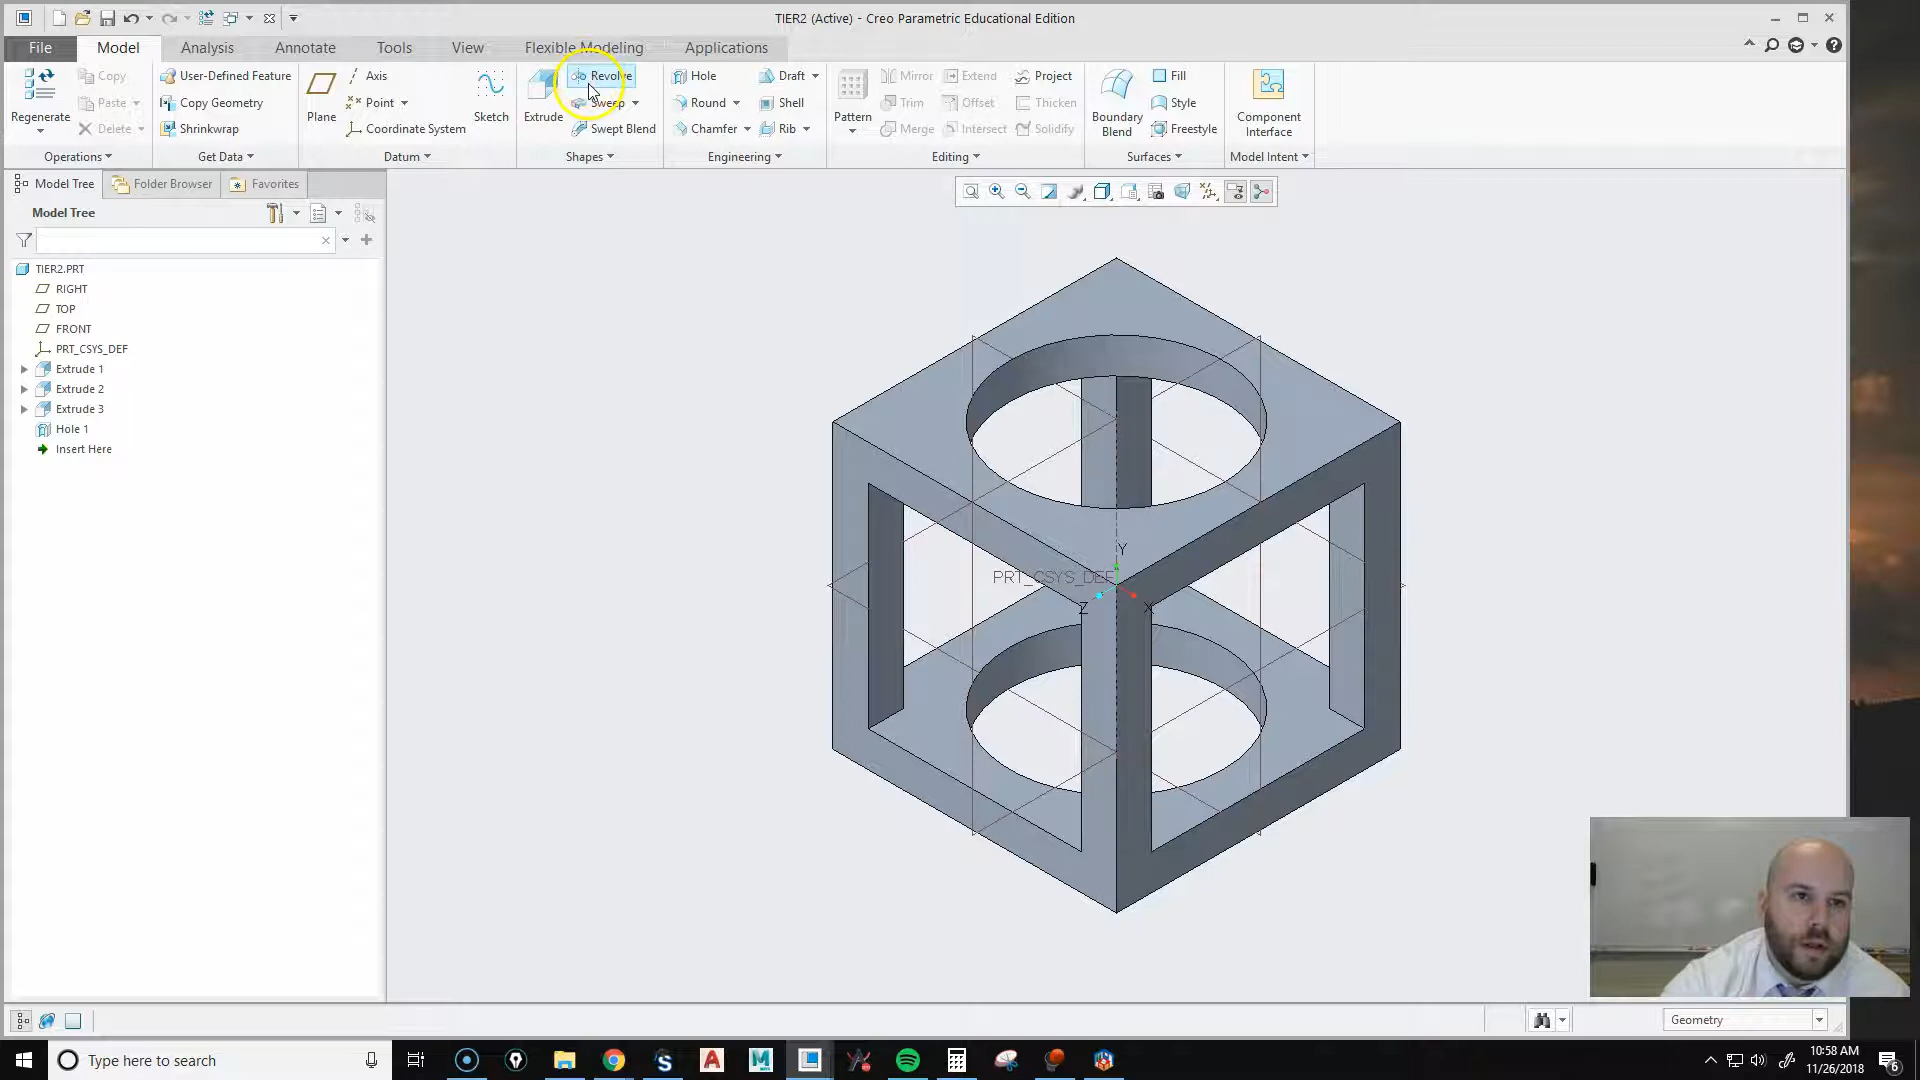 TIER2 (Active) - Creo Parametric Educational Edition
File Model Analysis Annotate Tools View Flexible Modeling Applications
Regenerate
Copy
Paste
Delete
Operations
User-Defined Feature
Copy Geometry
Shrinkwrap
Get Data
Plane
Axis
Point
Coordinate System
Sketch
Datum
Extrude
Revolve
Sweep
Swept Blend
Shapes
Hole
Round
Chamfer
Draft
Shell
Rib
Engineering
Pattern
Mirror
Trim
Merge
Extend
Offset
Intersect
Project
Thicken
Solidify
Editing
Boundary
Blend
Fill
Style
Freestyle
Surfaces
Component
Interface
Model Intent
Model Tree Folder Browser Favorites
Model Tree
TIER2.PRT
RIGHT
TOP
FRONT
PRT_CSYS_DEF
Extrude 1
Extrude 2
Extrude 3
Hole 1
Insert Here
Y
PRT_CSYS_DEF
Z
X
Geometry
Type here to search
10:58 AM
11/26/2018
6